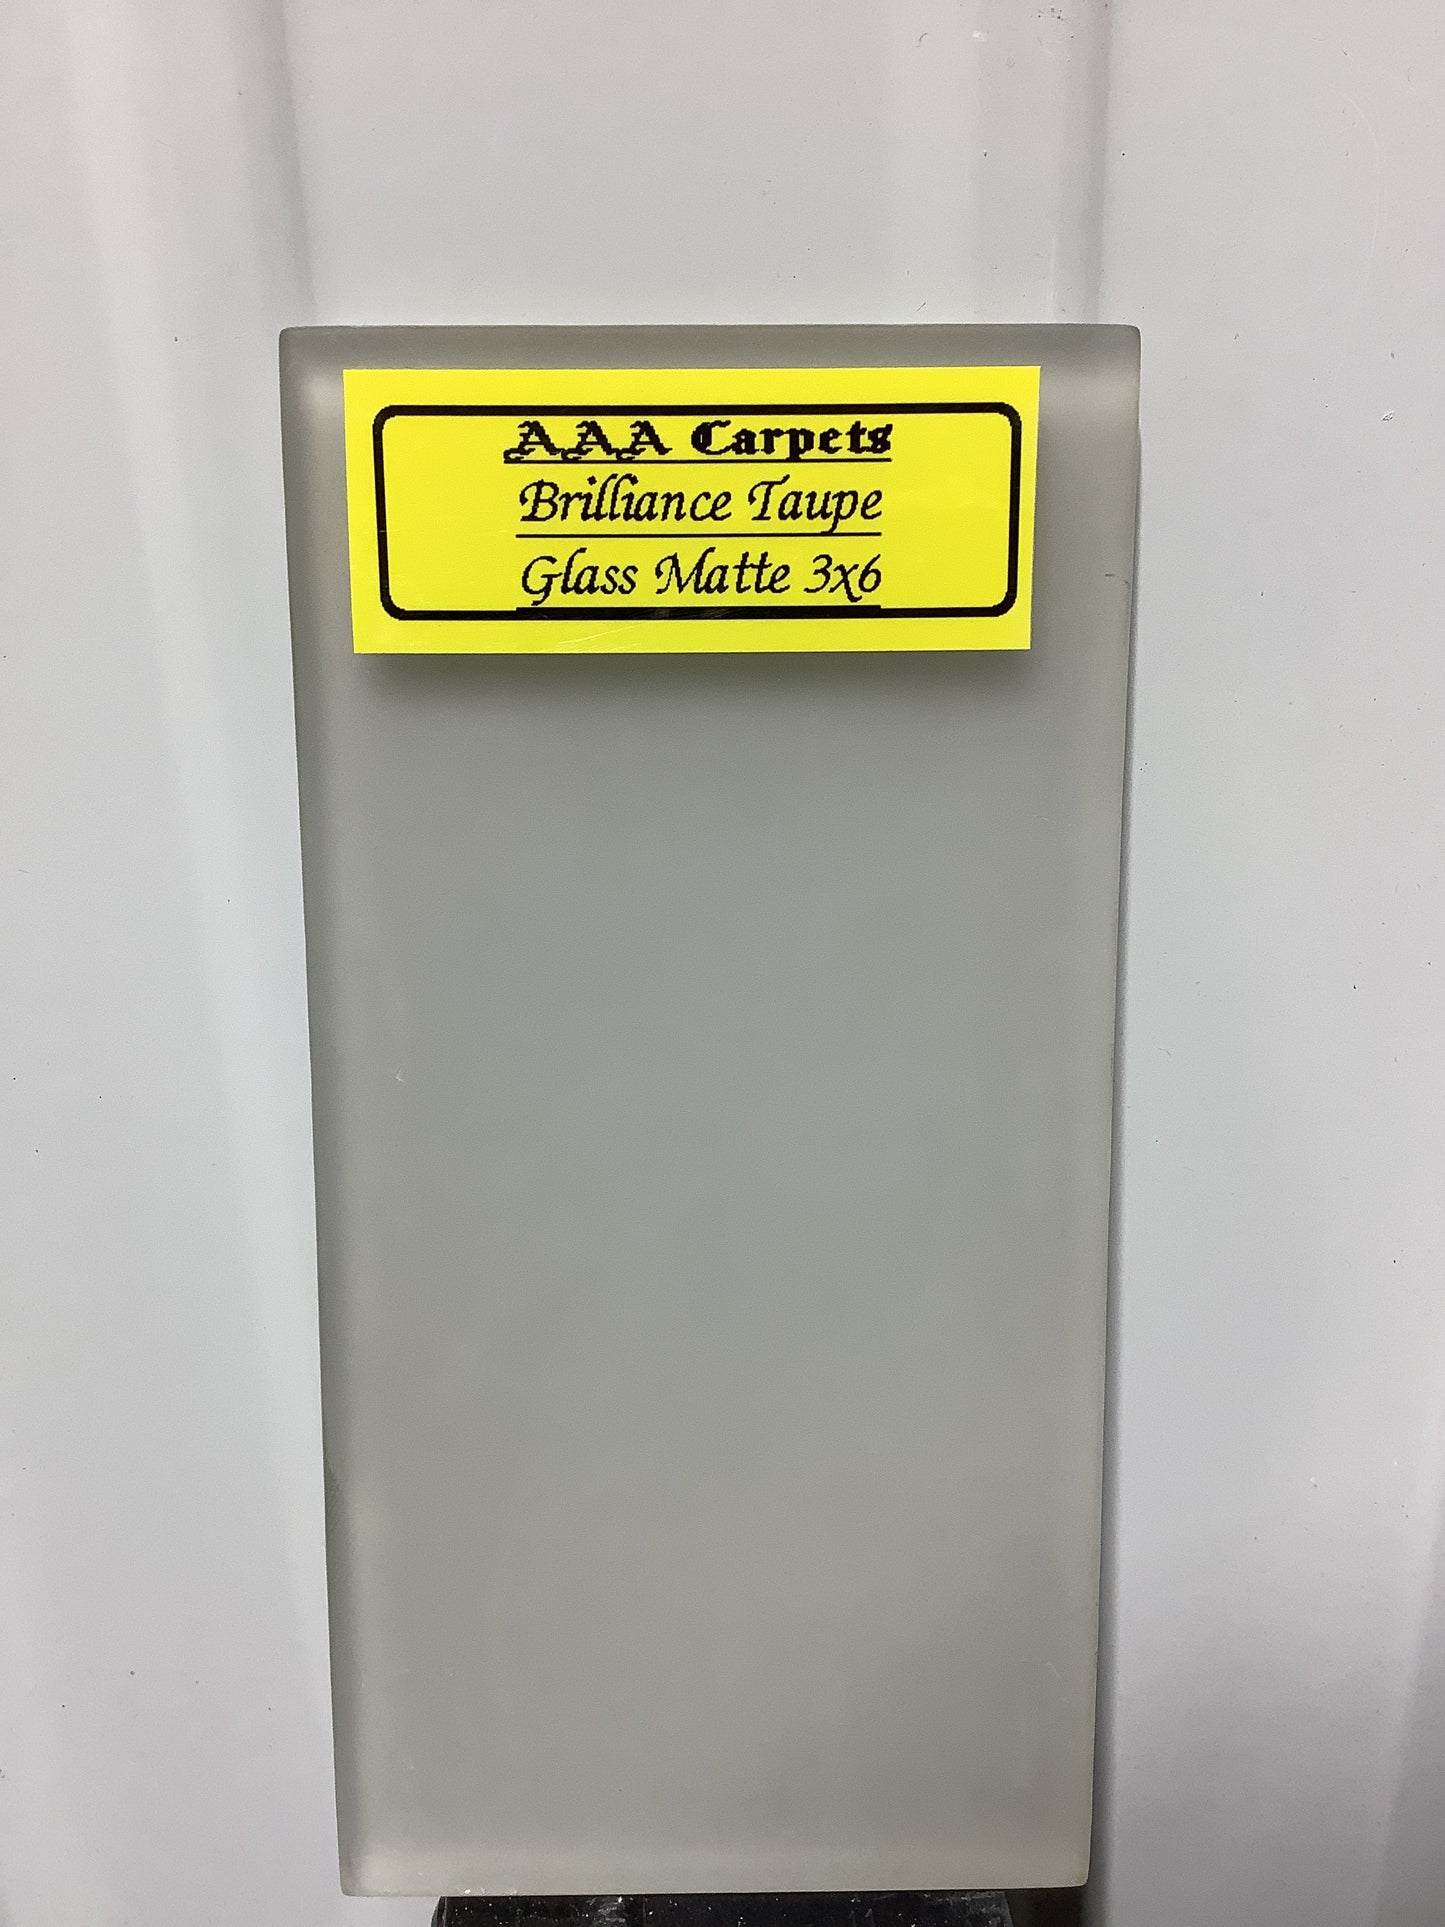 AAA Carpets
Brilliance Taupe
Glass Matte 3x6